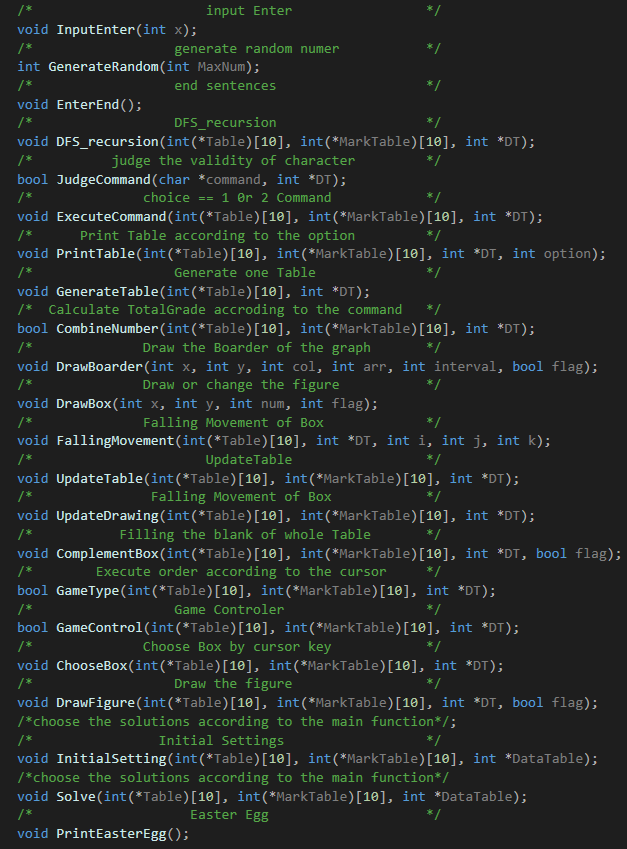 /*                      input Enter                 */
void InputEnter(int x);
/*                  generate random numer           */
int GenerateRandom(int MaxNum);
/*                  end sentences                   */
void EnterEnd();
/*                  DFS_recursion                   */
void DFS_recursion(int(*Table)[10], int(*MarkTable)[10], int *DT);
/*          judge the validity of character         */
bool JudgeCommand(char *command, int *DT);
/*              choice == 1 0r 2 Command            */
void ExecuteCommand(int(*Table)[10], int(*MarkTable)[10], int *DT);
/*      Print Table according to the option         */
void PrintTable(int(*Table)[10], int(*MarkTable)[10], int *DT, int option);
/*                  Generate one Table              */
void GenerateTable(int(*Table)[10], int *DT);
/*  Calculate TotalGrade accroding to the command   */
bool CombineNumber(int(*Table)[10], int(*MarkTable)[10], int *DT);
/*              Draw the Boarder of the graph       */
void DrawBoarder(int x, int y, int col, int arr, int interval, bool flag);
/*              Draw or change the figure           */
void DrawBox(int x, int y, int num, int flag);
/*              Falling Movement of Box             */
void FallingMovement(int(*Table)[10], int *DT, int i, int j, int k);
/*                      UpdateTable                 */
void UpdateTable(int(*Table)[10], int(*MarkTable)[10], int *DT);
/*               Falling Movement of Box            */
void UpdateDrawing(int(*Table)[10], int(*MarkTable)[10], int *DT);
/*           Filling the blank of whole Table       */
void ComplementBox(int(*Table)[10], int(*MarkTable)[10], int *DT, bool flag);
/*        Execute order according to the cursor     */
bool GameType(int(*Table)[10], int(*MarkTable)[10], int *DT);
/*                  Game Controler                  */
bool GameControl(int(*Table)[10], int(*MarkTable)[10], int *DT);
/*              Choose Box by cursor key            */
void ChooseBox(int(*Table)[10], int(*MarkTable)[10], int *DT);
/*                  Draw the figure                 */
void DrawFigure(int(*Table)[10], int(*MarkTable)[10], int *DT, bool flag);
/*choose the solutions according to the main function*/;
/*                Initial Settings                  */
void InitialSetting(int(*Table)[10], int(*MarkTable)[10], int *DataTable);
/*choose the solutions according to the main function*/
void Solve(int(*Table)[10], int(*MarkTable)[10], int *DataTable);
/*                    Easter Egg                    */
void PrintEasterEgg();